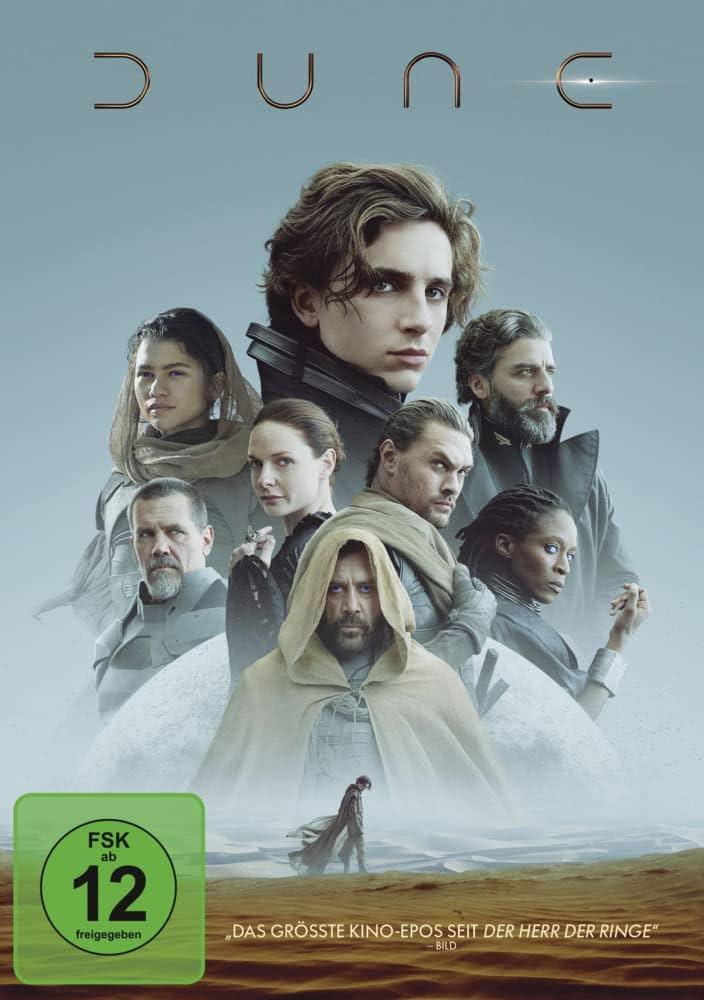 DUNE
FSK
ab
12
freigegeben
„DAS GRÖSSTE KINO-EPOS SEIT DER HERR DER RINGE“
– BILD